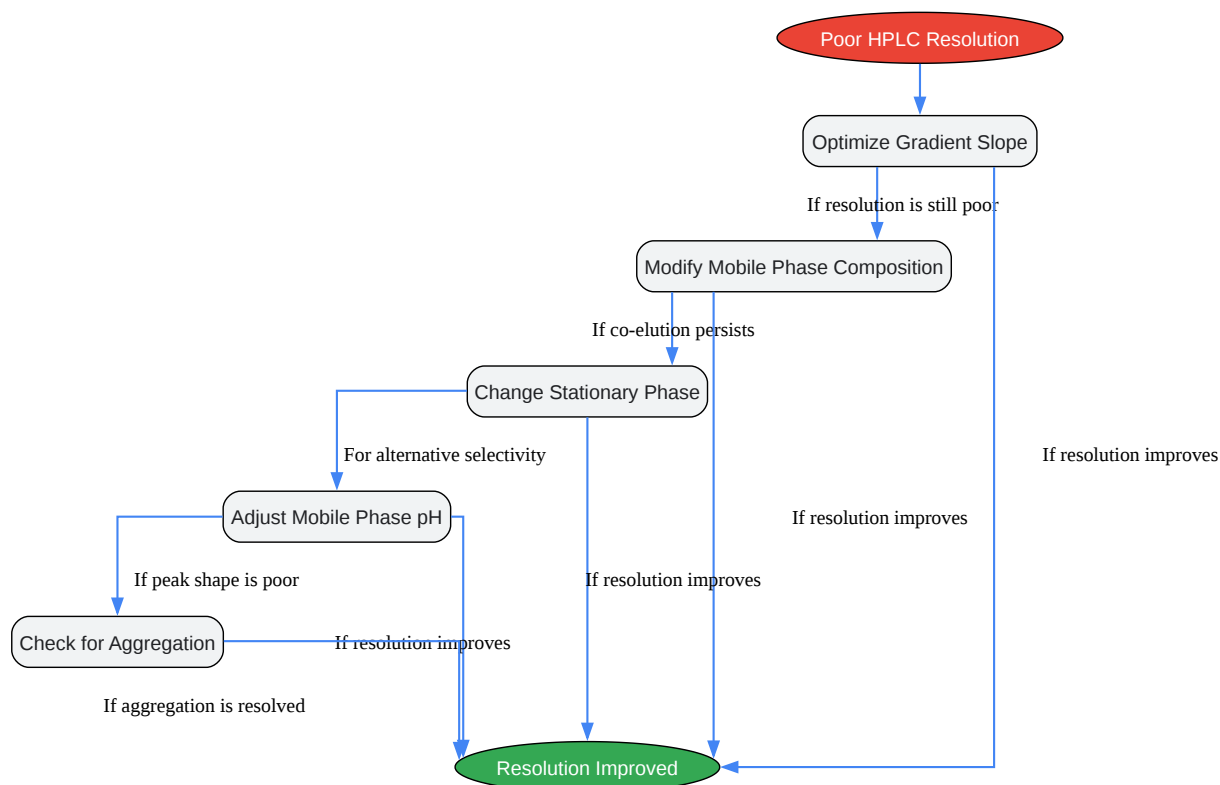 Poor HPLC Resolution
Optimize Gradient Slope
If resolution is still poor
Modify Mobile Phase Composition
If co-elution persists
Change Stationary Phase
For alternative selectivity
If resolution improves
Adjust Mobile Phase pH
If resolution improves
If peak shape is poor
If resolution improves
Check for Aggregation
If resolution improves
If aggregation is resolved
Resolution Improved